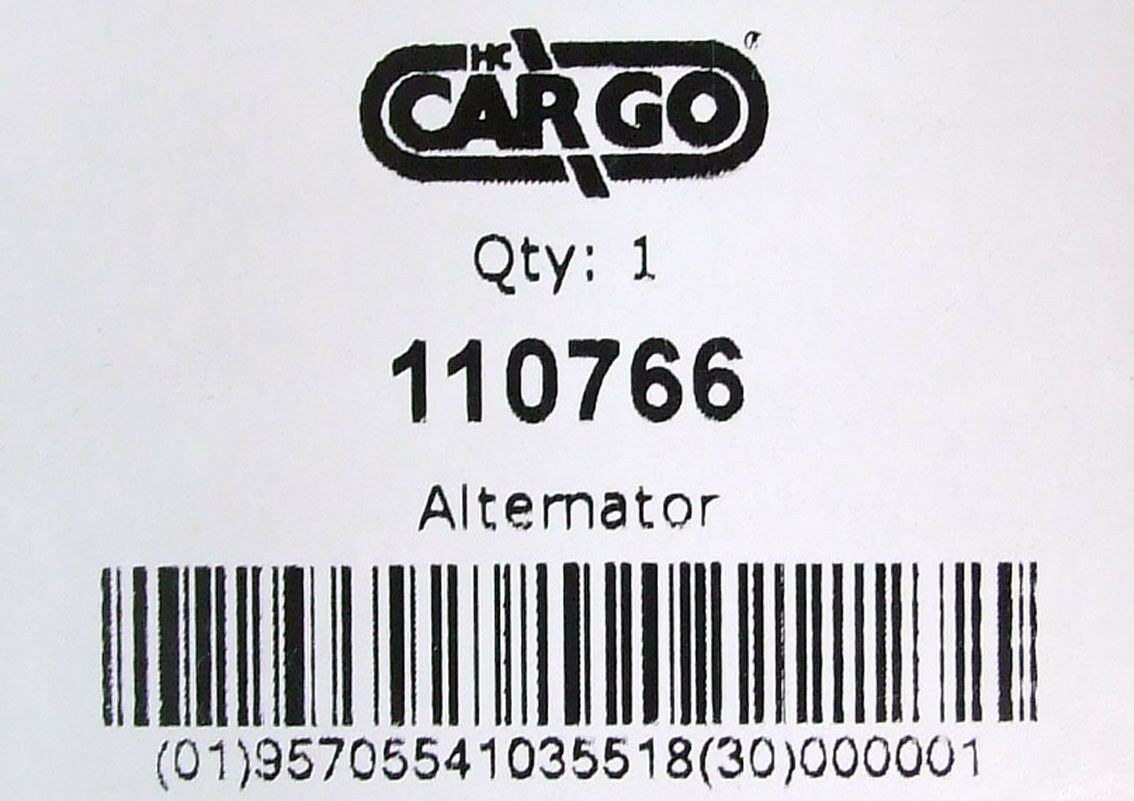 HC
CARGO
Qty: 1
110766
Alternator
(01)95705541035518(30)000001